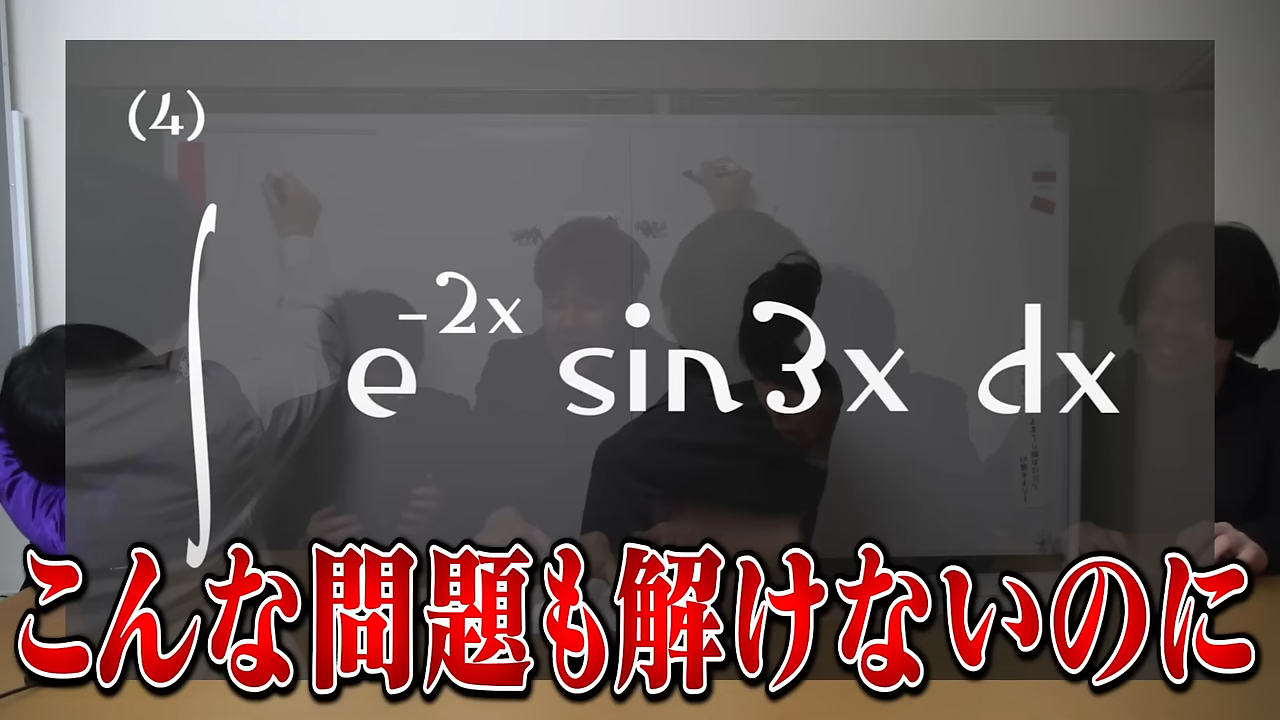 (4)
∫ e^{-2x} sin3x dx
こんな問題も解けないのに